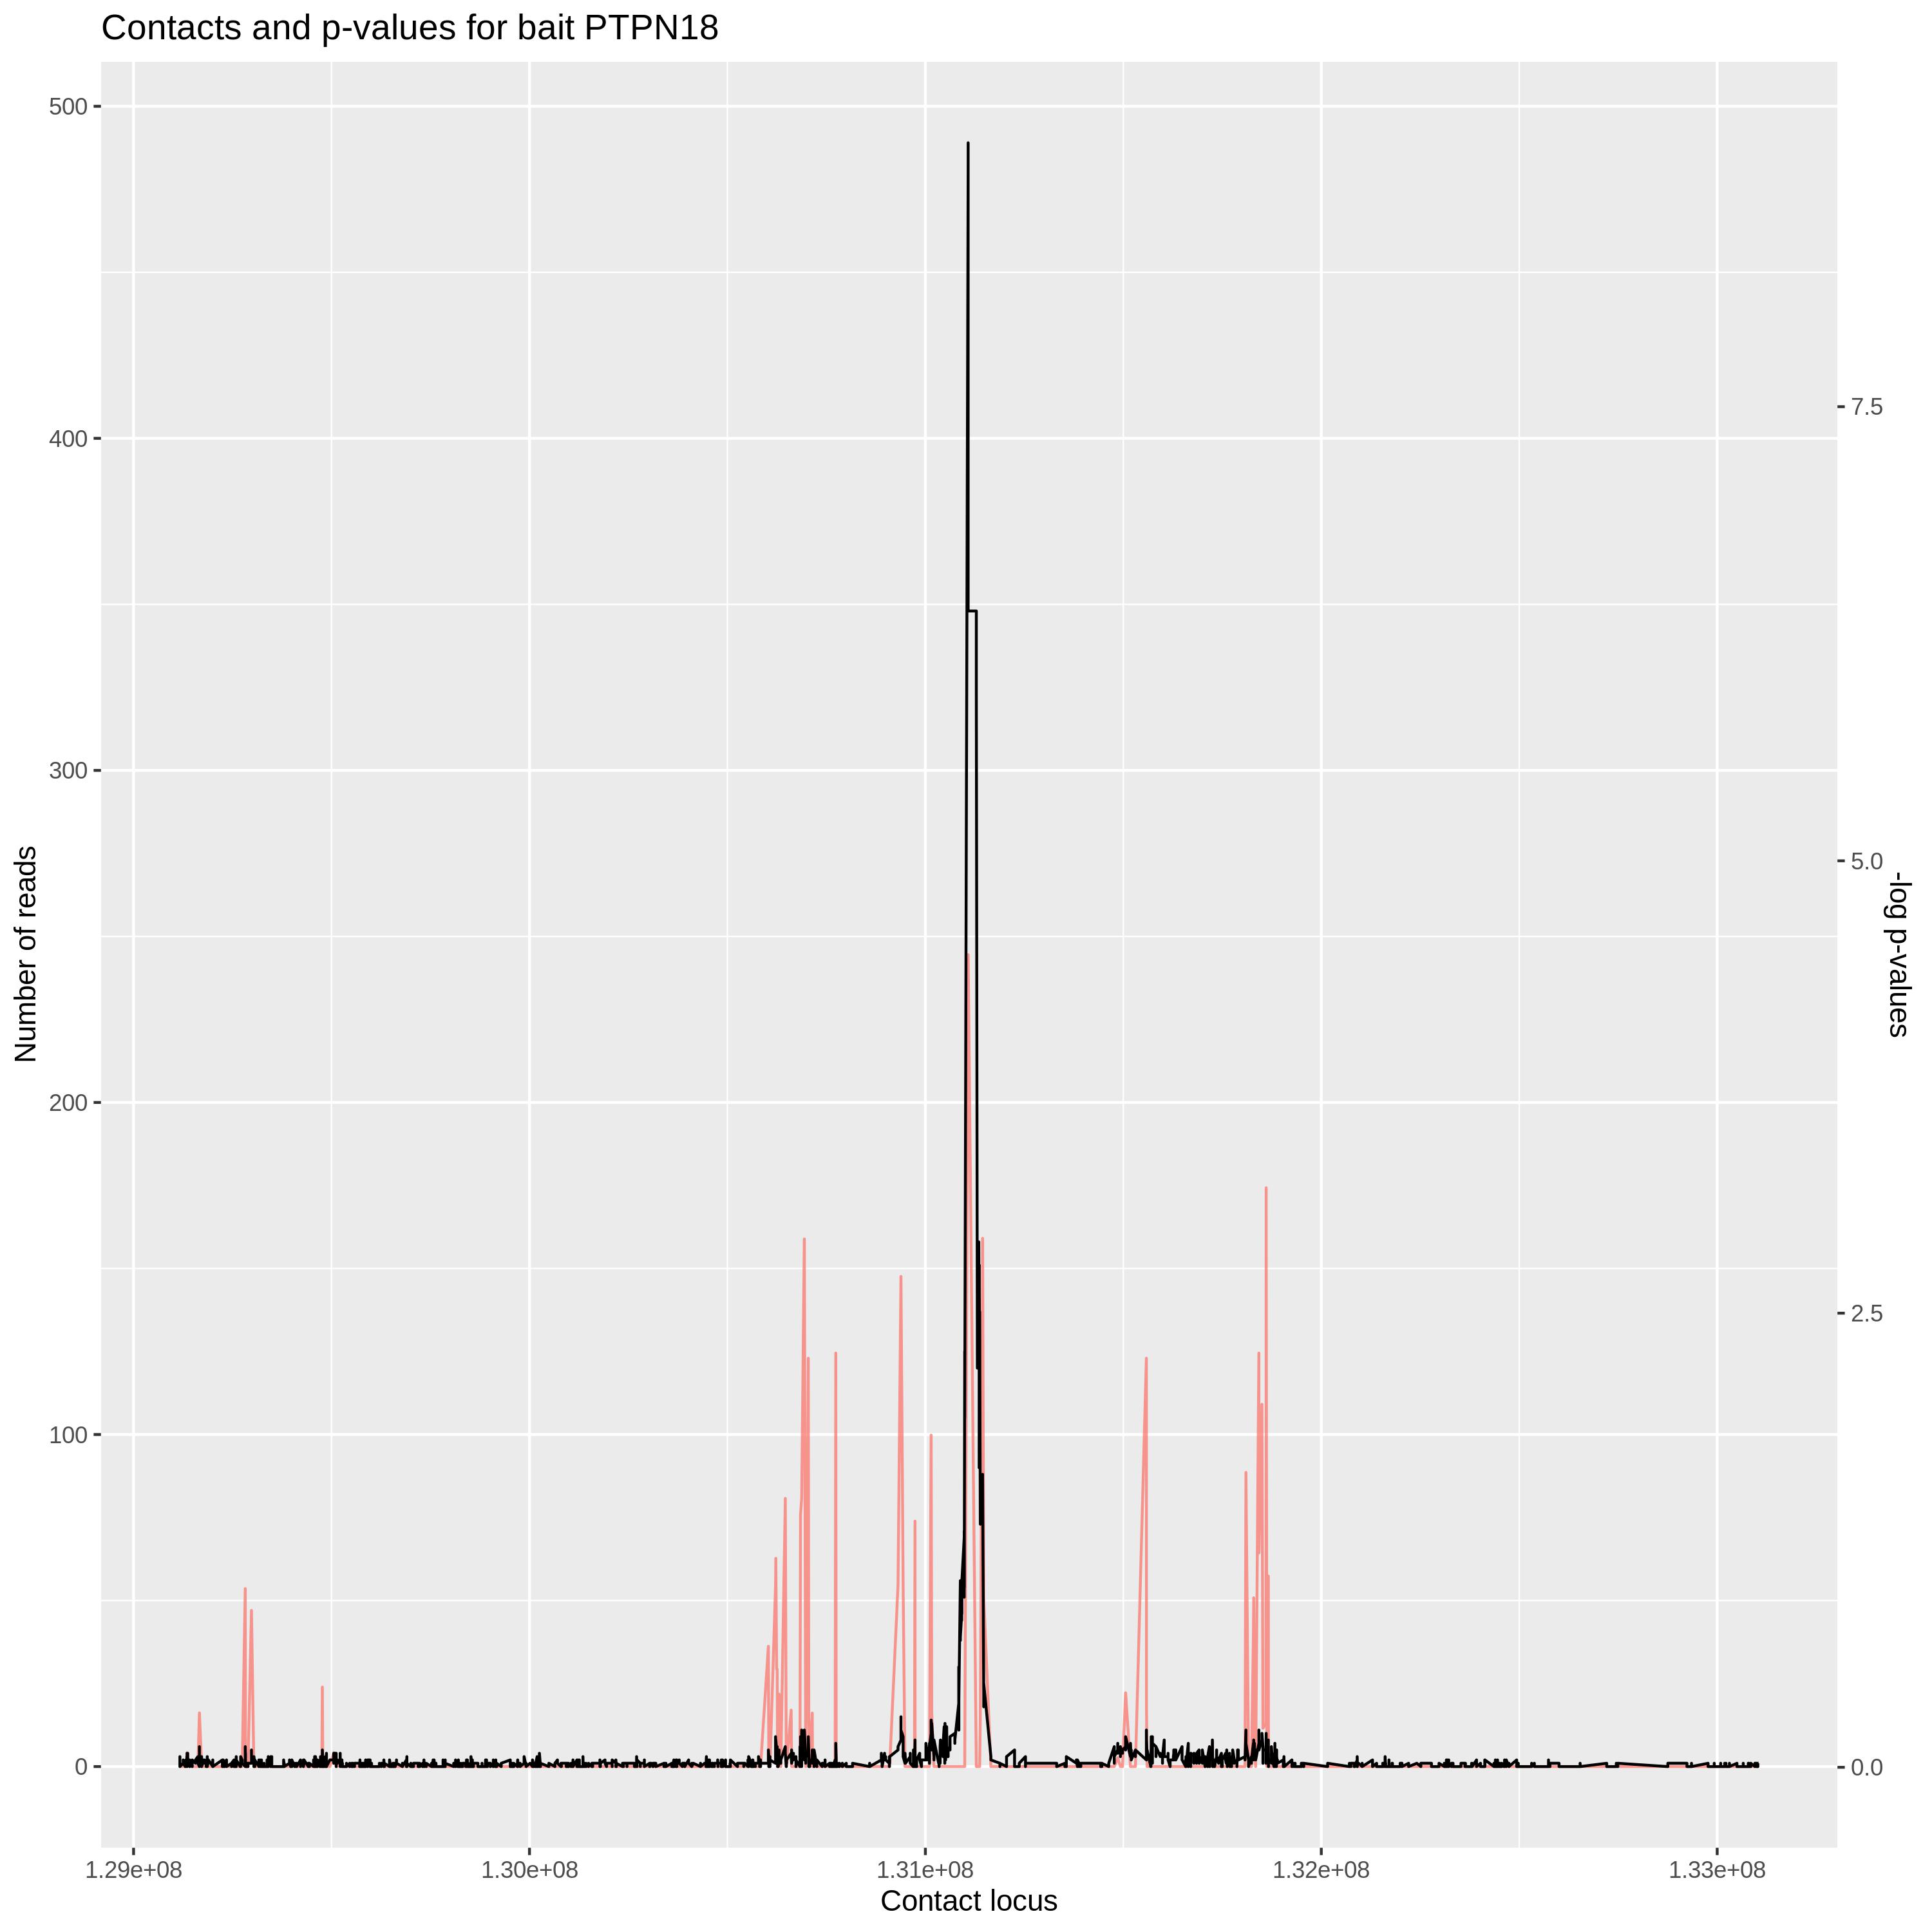 Contacts and p-values for bait PTPN18
500
400
300
200
100
0
Number of reads
7.5
5.0
2.5
0.0
-log p-values
1.29e+08
1.30e+08
1.31e+08
1.32e+08
1.33e+08
Contact locus